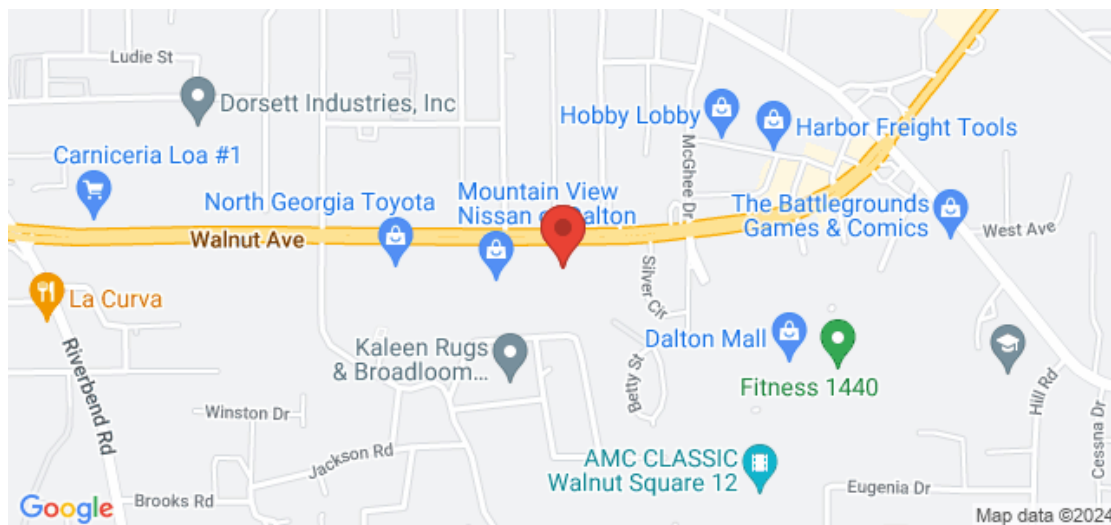 Ludie St
Dorsett Industries, Inc
Hobby Lobby
Harbor Freight Tools
McGhee Dr
Carniceria Loa #1
North Georgia Toyota
Mountain View
Nissan of Dalton
The Battlegrounds
Games & Comics
West Ave
Walnut Ave
Silver Cir
La Curva
Riverbend Rd
Kaleen Rugs
& Broadloom...
Betty St
Dalton Mall
Fitness 1440
Hill Rd
Cessna Dr
Winston Dr
Jackson Rd
AMC CLASSIC
Walnut Square 12
Brooks Rd
Eugenia Dr
Google
Map data ©2024